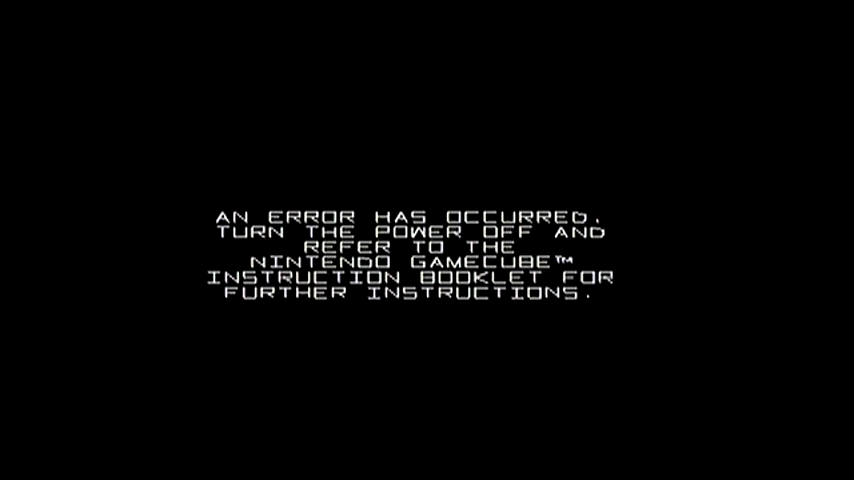 AN ERROR HAS OCCURRED.
TURN THE POWER OFF AND
REFER TO THE
NINTENDO GAMECUBE™
INSTRUCTION BOOKLET FOR
FURTHER INSTRUCTIONS.